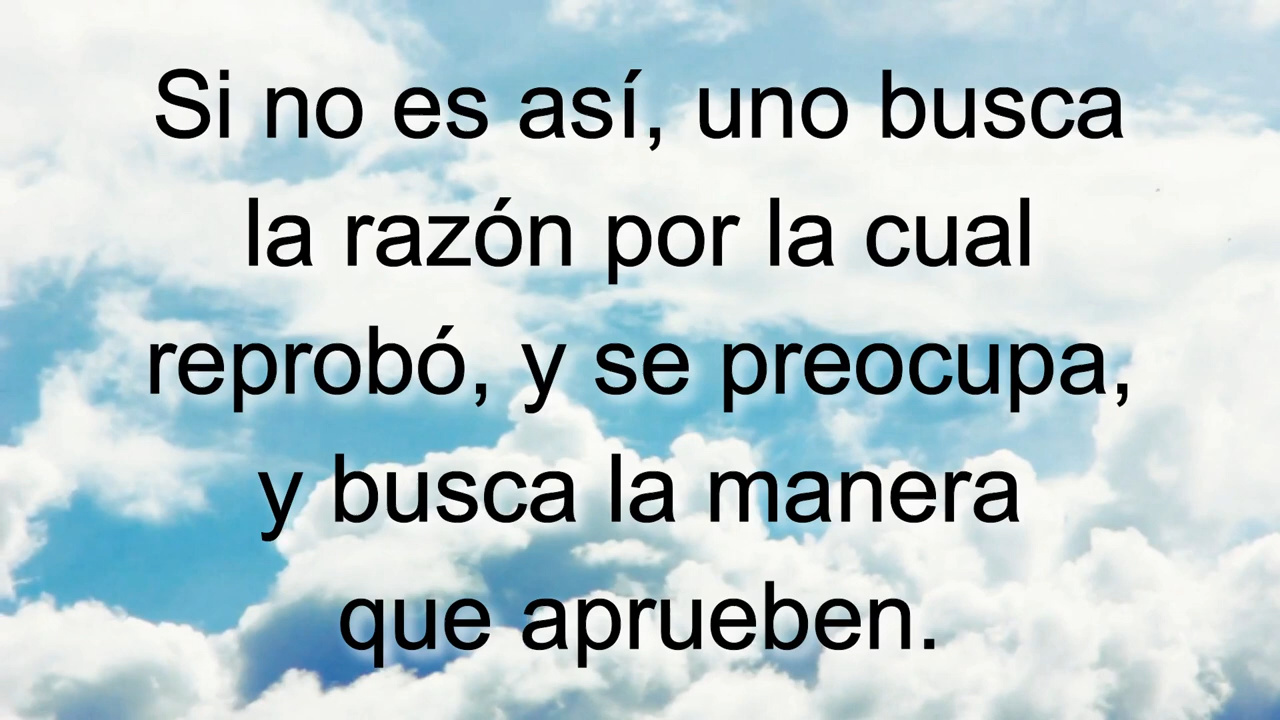 Si no es así, uno busca
la razón por la cual
reprobó, y se preocupa,
y busca la manera
que aprueben.